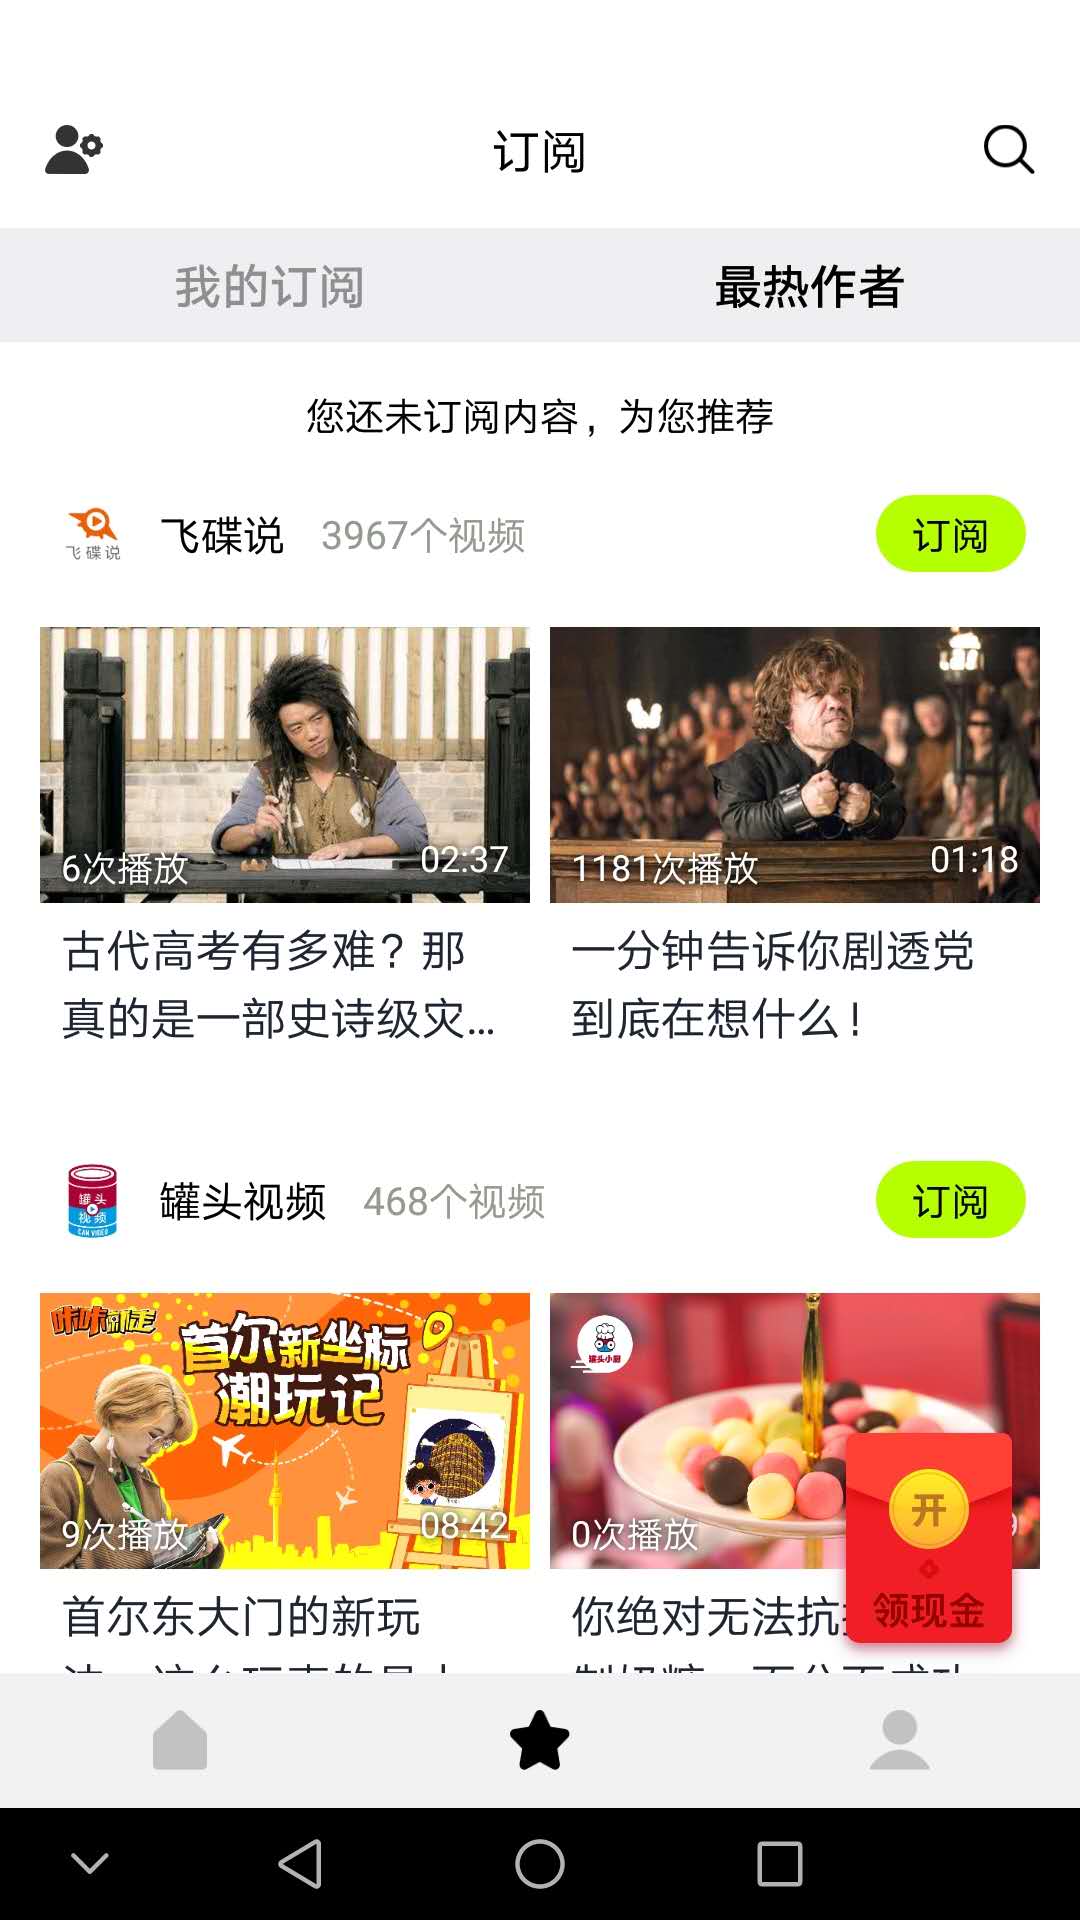 订阅
我的订阅
最热作者
您还未订阅内容，为您推荐
飞碟说
飞碟说
3967个视频
订阅
6次播放
02:37
1181次播放
01:18
古代高考有多难？那
真的是一部史诗级灾...
一分钟告诉你剧透党
到底在想什么！
罐头
视频
CAN VIDEO
罐头视频
468个视频
订阅
首尔新坐标
潮玩记
9次播放
08:42
罐头小厨
0次播放
9
开
领现金
首尔东大门的新玩
你绝对无法抗